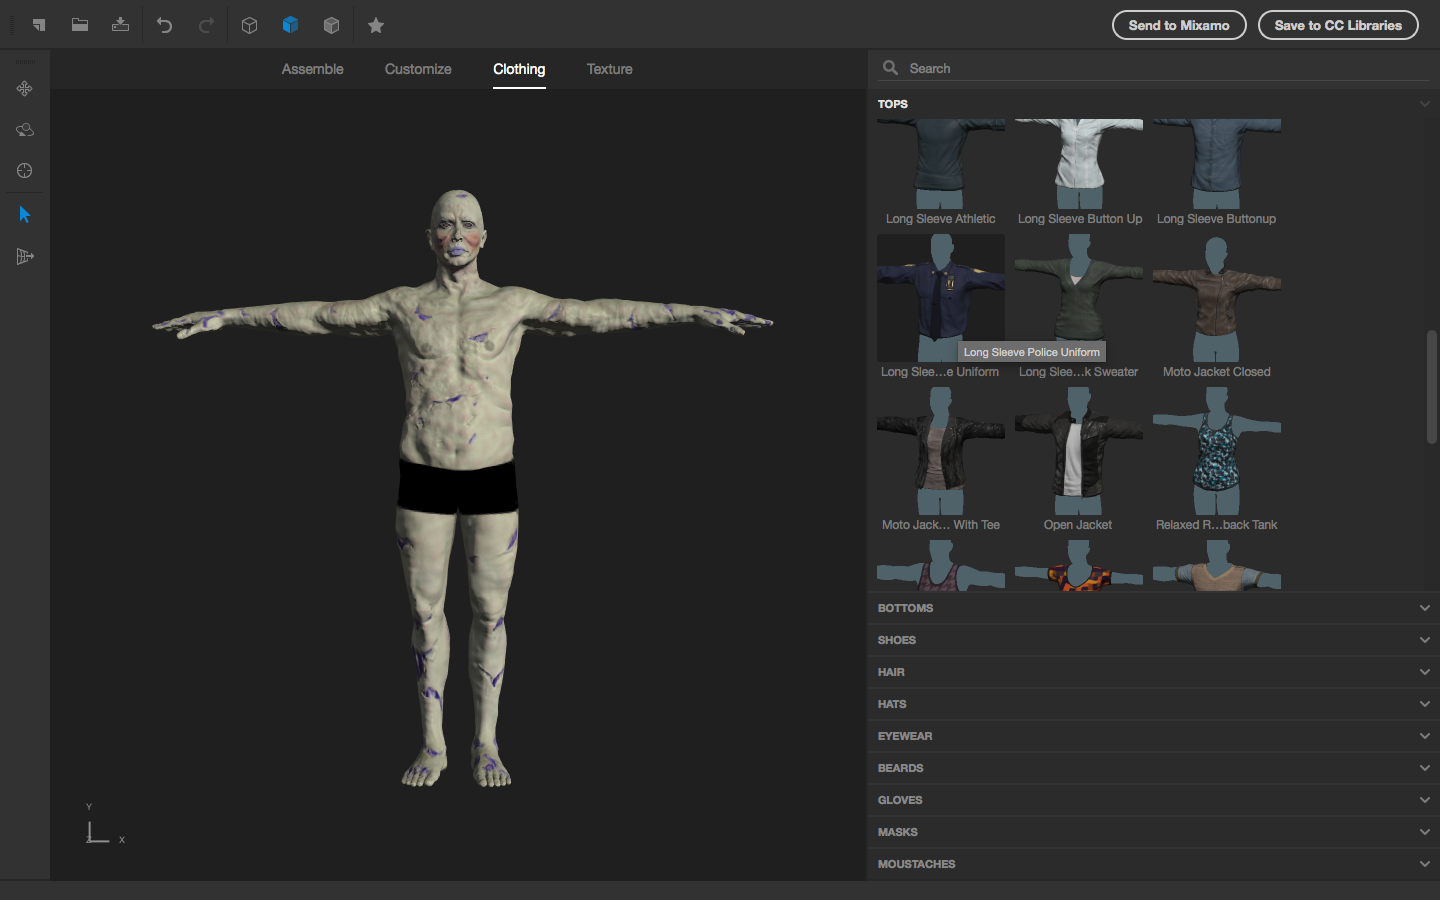 Send to Mixamo
Save to CC Libraries
Assemble
Customize
Clothing
Texture
Search
TOPS
Long Sleeve Athletic
Long Sleeve Button Up
Long Sleeve Buttonup
Long Sleeve Police Uniform
Long Slee...e Uniform
Long Slee...k Sweater
Moto Jacket Closed
Moto Jack... With Tee
Open Jacket
Relaxed R...back Tank
BOTTOMS
SHOES
HAIR
HATS
EYEWEAR
BEARDS
GLOVES
MASKS
MOUSTACHES
Y
Z
X